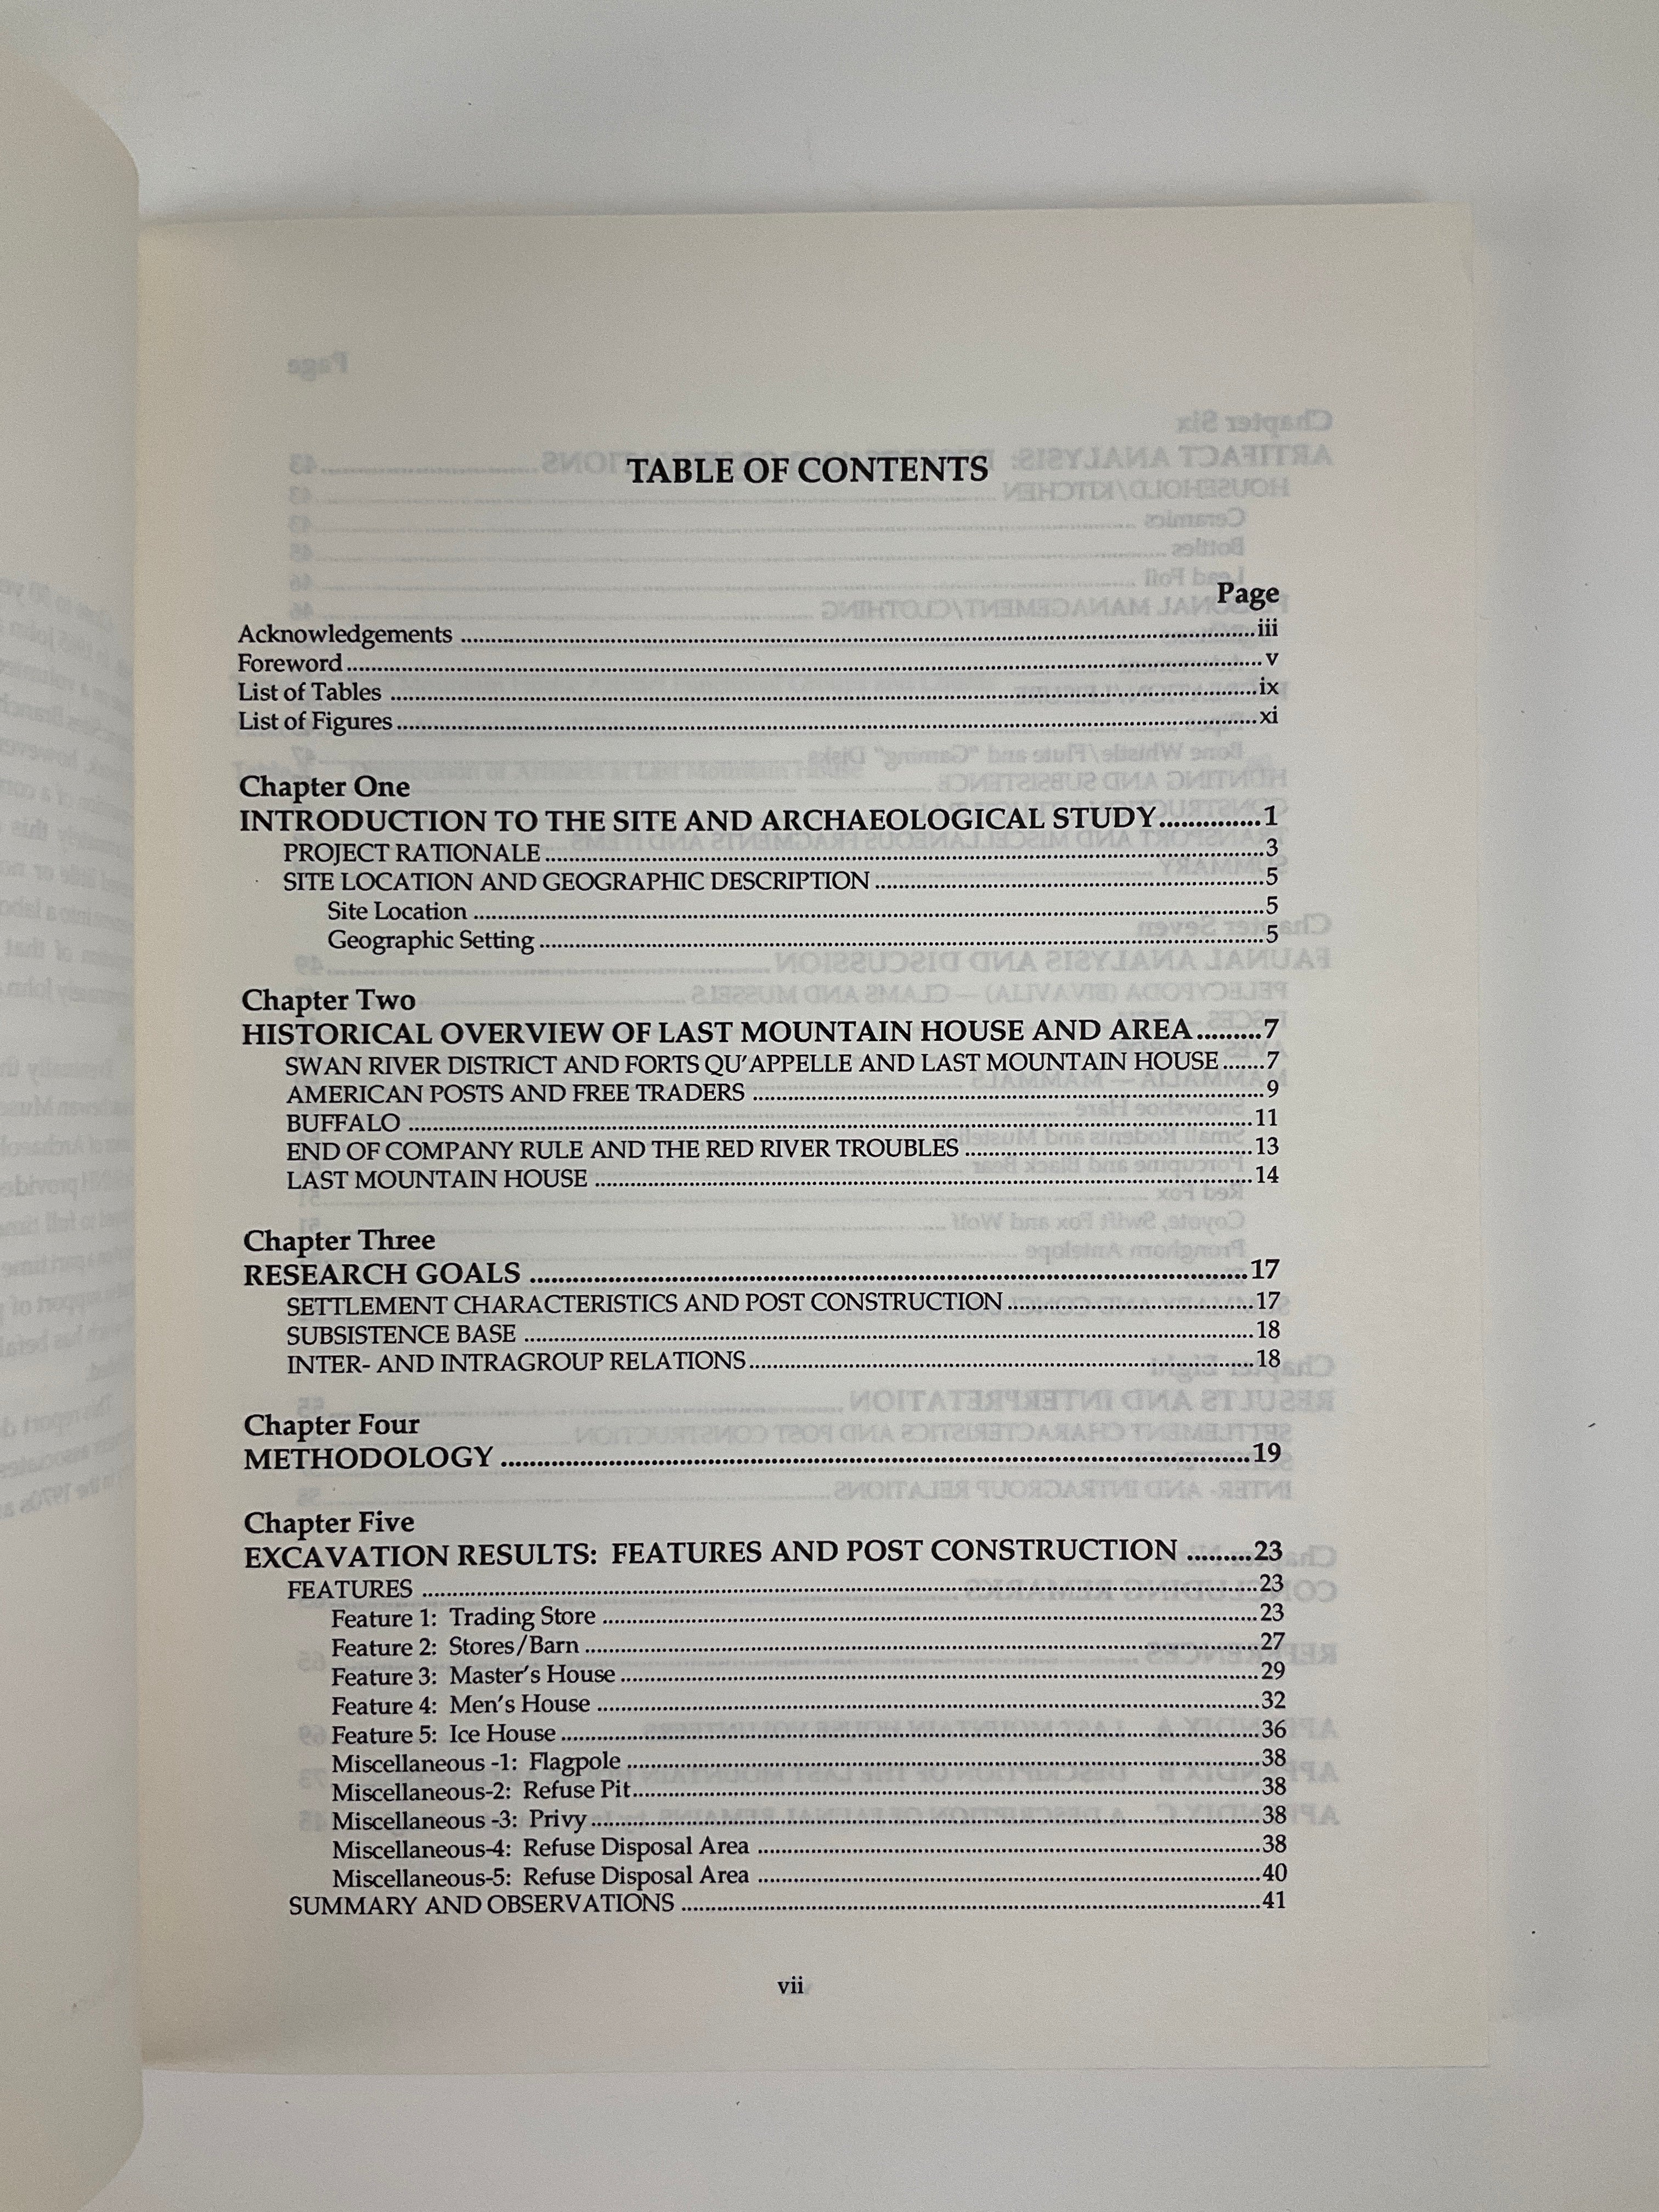 TABLE OF CONTENTS
Page
Acknowledgements ........ iii
Foreword ........ v
List of Tables ........ ix
List of Figures ........ xi
Chapter One
INTRODUCTION TO THE SITE AND ARCHAEOLOGICAL STUDY ........ 1
PROJECT RATIONALE ........ 3
SITE LOCATION AND GEOGRAPHIC DESCRIPTION ........ 5
Site Location ........ 5
Geographic Setting ........ 5
Chapter Two
HISTORICAL OVERVIEW OF LAST MOUNTAIN HOUSE AND AREA ........ 7
SWAN RIVER DISTRICT AND FORTS QU'APPELLE AND LAST MOUNTAIN HOUSE ........ 7
AMERICAN POSTS AND FREE TRADERS ........ 9
BUFFALO ........ 11
END OF COMPANY RULE AND THE RED RIVER TROUBLES ........ 13
LAST MOUNTAIN HOUSE ........ 14
Chapter Three
RESEARCH GOALS ........ 17
SETTLEMENT CHARACTERISTICS AND POST CONSTRUCTION ........ 17
SUBSISTENCE BASE ........ 18
INTER- AND INTRAGROUP RELATIONS ........ 18
Chapter Four
METHODOLOGY ........ 19
Chapter Five
EXCAVATION RESULTS: FEATURES AND POST CONSTRUCTION ........ 23
FEATURES ........ 23
Feature 1: Trading Store ........ 23
Feature 2: Stores/Barn ........ 27
Feature 3: Master's House ........ 29
Feature 4: Men's House ........ 32
Feature 5: Ice House ........ 36
Miscellaneous -1: Flagpole ........ 38
Miscellaneous-2: Refuse Pit ........ 38
Miscellaneous -3: Privy ........ 38
Miscellaneous-4: Refuse Disposal Area ........ 38
Miscellaneous-5: Refuse Disposal Area ........ 40
SUMMARY AND OBSERVATIONS ........ 41
vii